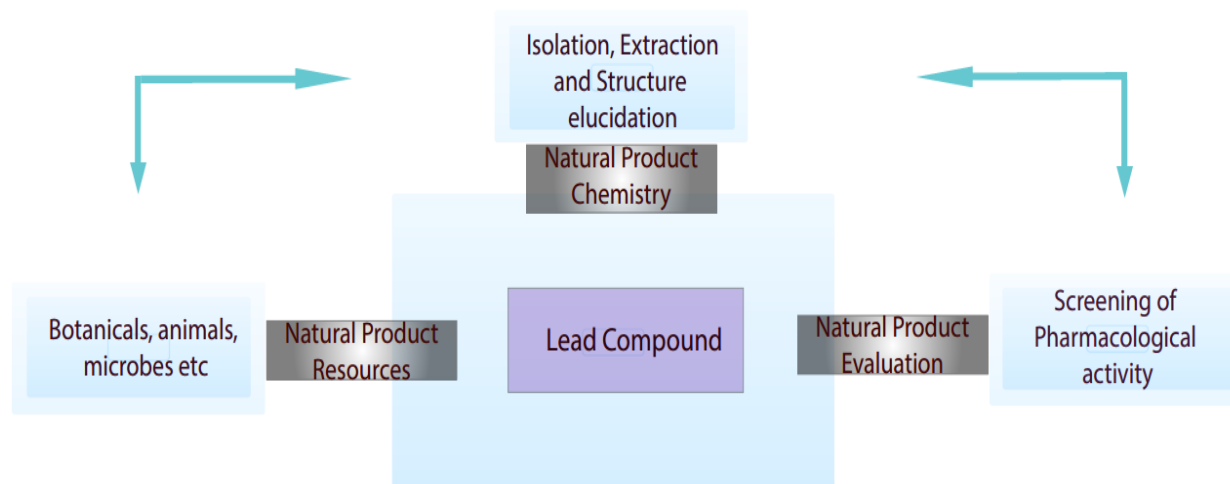 Isolation, Extraction
and Structure
elucidation
Natural Product
Chemistry
Botanicals, animals,
microbes etc
Natural Product
Resources
Lead Compound
Natural Product
Evaluation
Screening of
Pharmacological
activity